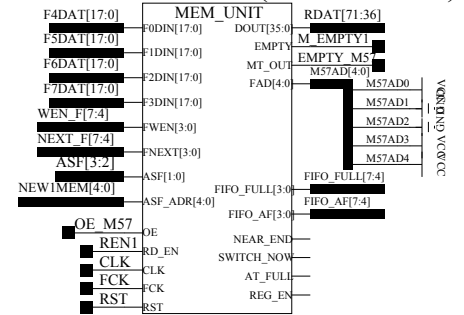 F4DAT[17:0]
MEM_UNIT
RDAT[71:36]
F0DIN[17:0]
DOUT[35:0]
F5DAT[17:0]
M_EMPTY1
F1DIN[17:0]
EMPTY
F6DAT[17:0]
EMPTY_M57
F2DIN[17:0]
MT_OUT
M57AD[4:0]
F7DAT[17:0]
FAD[4:0]
M57AD0
F3DIN[17:0]
M57AD1
WEN_F[7:4]
FWEN[3:0]
M57AD2
NEXT_F[7:4]
FNEXT[3:0]
M57AD3
VCC
ASF[3:2]
M57AD4
VCC
ASF[1:0]
NEW1MEM[4:0]
FIFO_FULL[3:0]
FIFO_FULL[7:4]
ASF_ADR[4:0]
FIFO_AF[3:0]
FIFO_AF[7:4]
OE_M57
OE
NEAR_END
REN1
RD_EN
SWITCH_NOW
CLK
CLK
AT_FULL
FCK
FCK
REG_EN
RST
RST